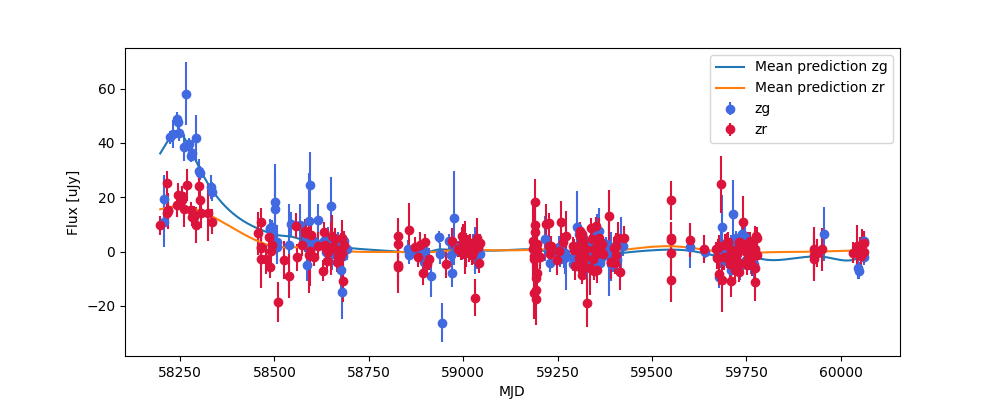 Mean prediction zg
Mean prediction zr
zg
zr
Flux [uJy]
60
40
20
0
−20
58250 58500 58750 59000 59250 59500 59750 60000
MJD